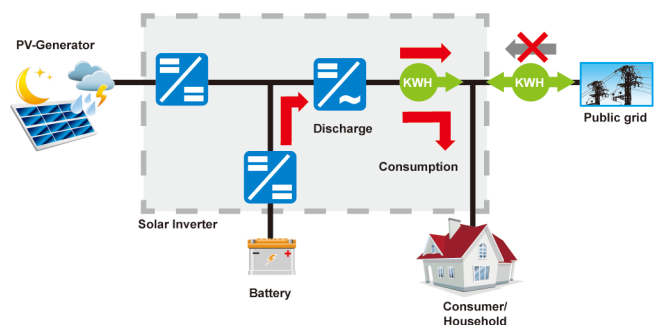 PV-Generator
KWH
KWH
Public grid
Discharge
Consumption
Solar Inverter
Battery
Consumer/
Household